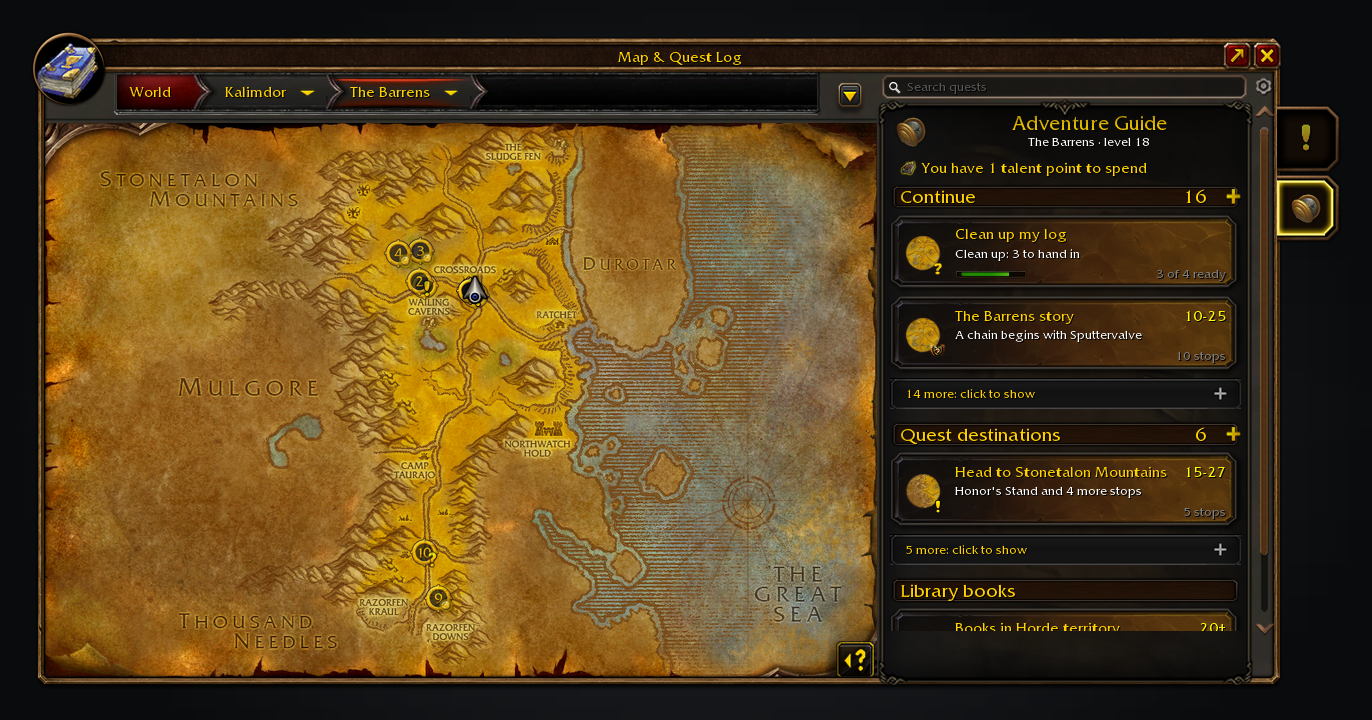 Map & Quest Log
World
Kalimdor
The Barrens
Search quests
Adventure Guide
The Barrens · level 18
You have 1 talent point to spend
Continue 16
Clean up my log
Clean up: 3 to hand in
3 of 4 ready
The Barrens story 10-25
A chain begins with Sputtervalve
10 stops
14 more: click to show
Quest destinations 6
Head to Stonetalon Mountains 15-27
Honor's Stand and 4 more stops
5 stops
5 more: click to show
Library books
Books in Horde territory 20+
THE
SLUDGE FEN
STONETALON
MOUNTAINS
4
3
CROSSROADS
DUROTAR
2
WAILING
CAVERNS
RATCHET
MULGORE
NORTHWATCH
HOLD
CAMP
TAURAJO
10
THE
GREAT
SEA
9
RAZORFEN
KRAUL
RAZORFEN
DOWNS
THOUSAND
NEEDLES